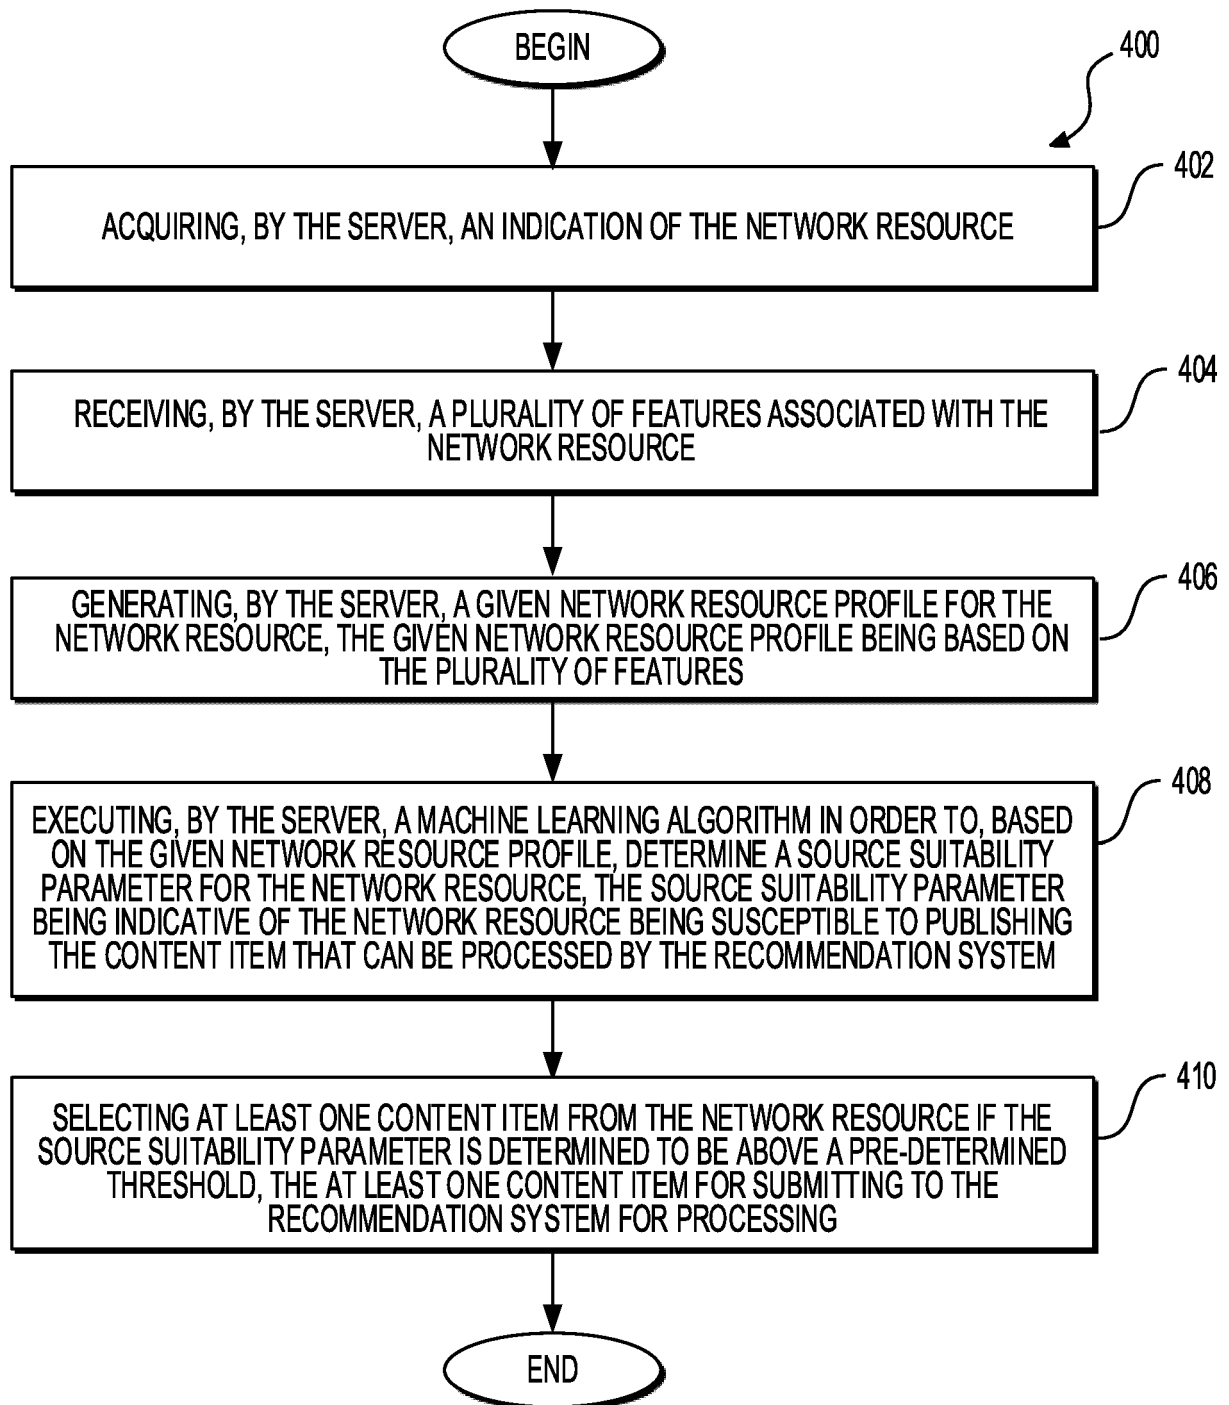 BEGIN
400
402
ACQUIRING, BY THE SERVER, AN INDICATION OF THE NETWORK RESOURCE
404
RECEIVING, BY THE SERVER, A PLURALITY OF FEATURES ASSOCIATED WITH THE
NETWORK RESOURCE
406
GENERATING, BY THE SERVER, A GIVEN NETWORK RESOURCE PROFILE FOR THE
NETWORK RESOURCE, THE GIVEN NETWORK RESOURCE PROFILE BEING BASED ON
THE PLURALITY OF FEATURES
408
EXECUTING, BY THE SERVER, A MACHINE LEARNING ALGORITHM IN ORDER TO, BASED
ON THE GIVEN NETWORK RESOURCE PROFILE, DETERMINE A SOURCE SUITABILITY
PARAMETER FOR THE NETWORK RESOURCE, THE SOURCE SUITABILITY PARAMETER
BEING INDICATIVE OF THE NETWORK RESOURCE BEING SUSCEPTIBLE TO PUBLISHING
THE CONTENT ITEM THAT CAN BE PROCESSED BY THE RECOMMENDATION SYSTEM
410
SELECTING AT LEAST ONE CONTENT ITEM FROM THE NETWORK RESOURCE IF THE
SOURCE SUITABILITY PARAMETER IS DETERMINED TO BE ABOVE A PRE-DETERMINED
THRESHOLD, THE AT LEAST ONE CONTENT ITEM FOR SUBMITTING TO THE
RECOMMENDATION SYSTEM FOR PROCESSING
END